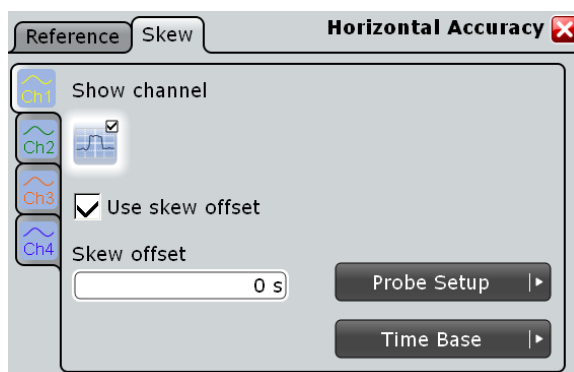 Reference
Skew
Horizontal Accuracy
Ch1
Show channel
Ch2
Ch3
Use skew offset
Ch4
Skew offset
0 s
Probe Setup
Time Base